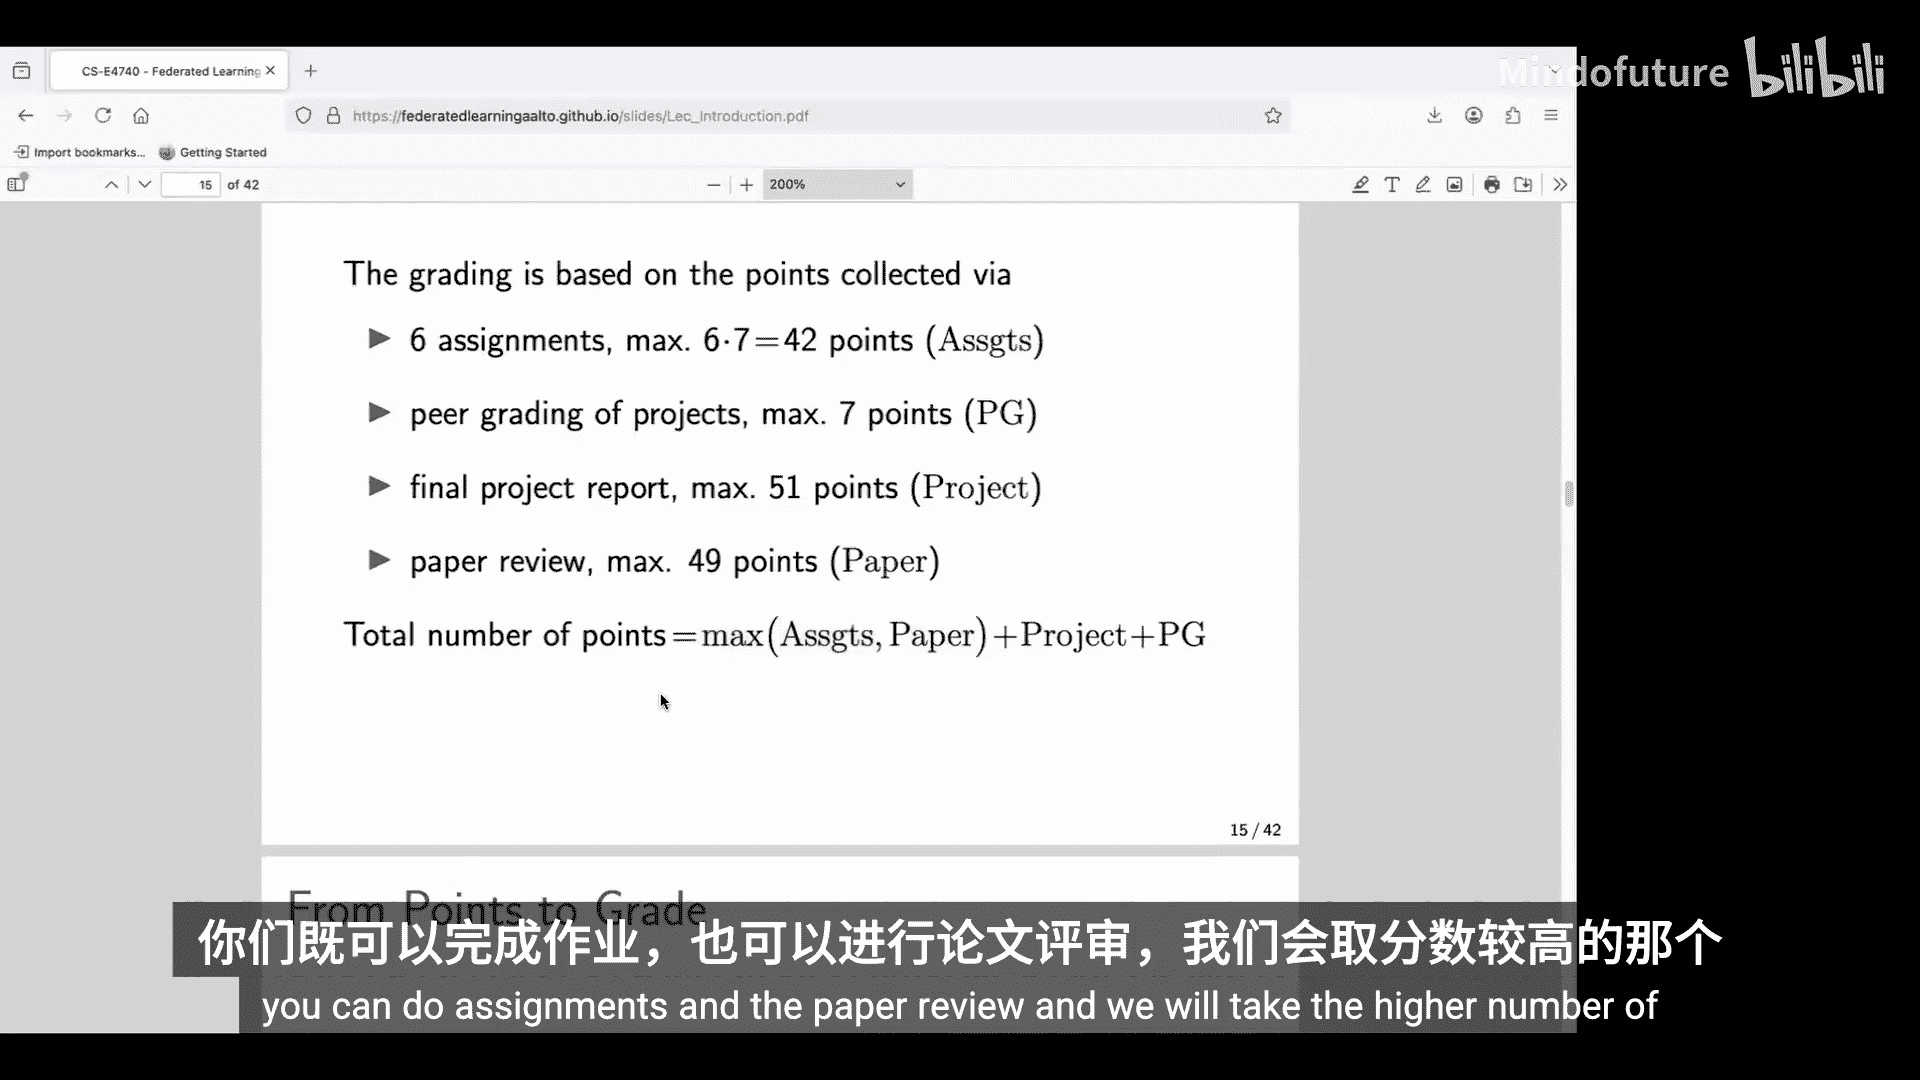 Mindofuture bilibili
CS-E4740 - Federated Learning
https://federatedlearningaalto.github.io/slides/Lec_Introduction.pdf
Import bookmarks... Getting Started
15 of 42 200%
The grading is based on the points collected via
▶ 6 assignments, max. 6·7=42 points (Assgts)
▶ peer grading of projects, max. 7 points (PG)
▶ final project report, max. 51 points (Project)
▶ paper review, max. 49 points (Paper)
Total number of points=max(Assgts, Paper)+Project+PG
15 / 42
From Points to Grade
你们既可以完成作业，也可以进行论文评审，我们会取分数较高的那个
you can do assignments and the paper review and we will take the higher number of